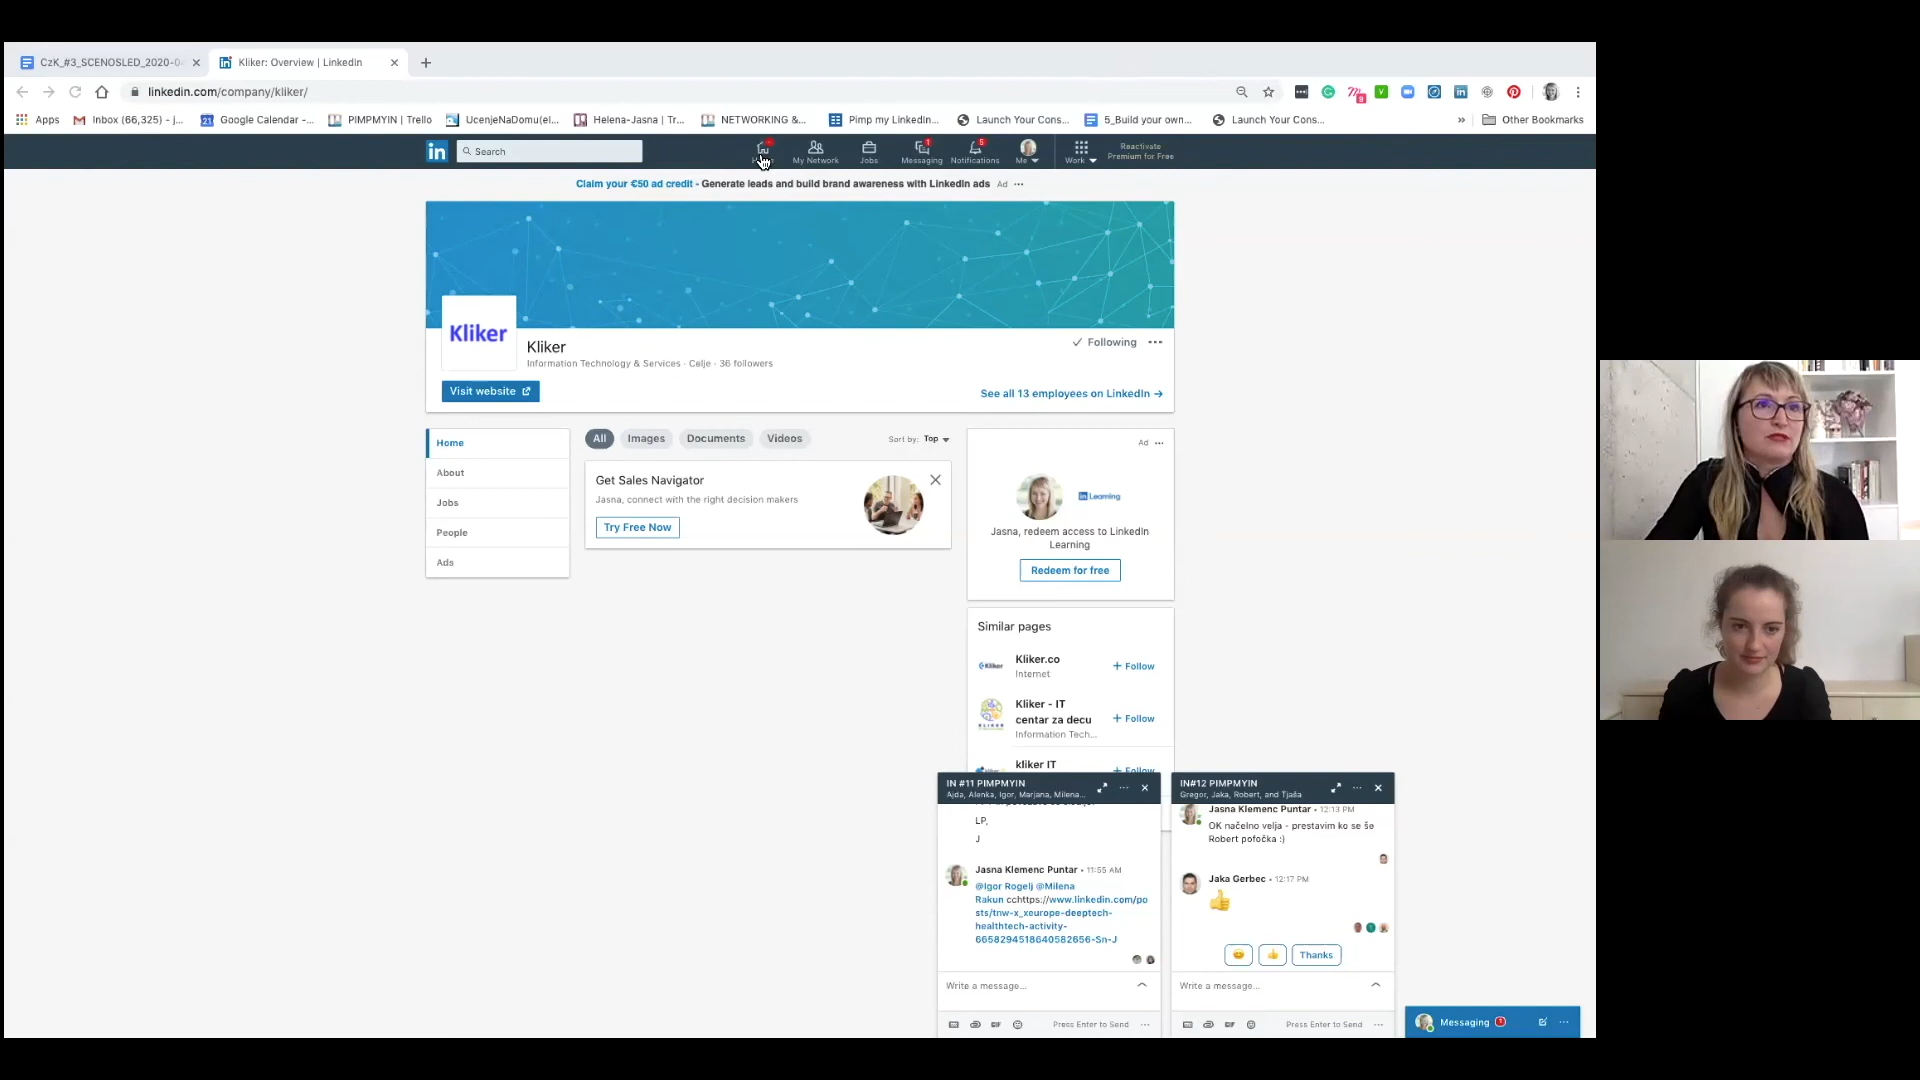 CzK_#3_SCENOSLED_2020-0
Kliker: Overview | LinkedIn
linkedin.com/company/kliker/
Apps
Inbox (66,325) - j...
Google Calendar -...
PIMPMYIN | Trello
UcenjeNaDomu(el...
Helena-Jasna | Tr...
NETWORKING &...
Pimp my LinkedIn...
Launch Your Cons...
5_Build your own...
Launch Your Cons...
Other Bookmarks
in
Search
My Network
Jobs
Messaging
Notifications
Me
Work
Reactivate
Premium for Free
Claim your €50 ad credit - Generate leads and build brand awareness with LinkedIn ads Ad
Kliker
Kliker
Information Technology & Services · Celje · 36 followers
Following
Visit website
See all 13 employees on LinkedIn →
Home
About
Jobs
People
Ads
All
Images
Documents
Videos
Sort by: Top
Get Sales Navigator
Jasna, connect with the right decision makers
Try Free Now
Ad
in Learning
Jasna, redeem access to LinkedIn
Learning
Redeem for free
Similar pages
Kliker.co
Internet
+ Follow
Kliker - IT
centar za decu
Information Tech...
+ Follow
kliker IT
+ Follow
IN #11 PIMPMYIN
Ajda, Alenka, Igor, Marjana, Milena...
LP,
J
Jasna Klemenc Puntar • 11:55 AM
@Igor Rogelj @Milena
Rakun cchttps://www.linkedin.com/po
sts/tnw-x_xeurope-deeptech-
healthtech-activity-
6658294518640582656-Sn-J
Write a message...
Press Enter to Send
IN#12 PIMPMYIN
Gregor, Jaka, Robert, and Tjaša
Jasna Klemenc Puntar • 12:13 PM
OK načelno velja - prestavim ko se še
Robert pofočka :)
Jaka Gerbec • 12:17 PM
Thanks
Write a message...
Press Enter to Send
Messaging 1